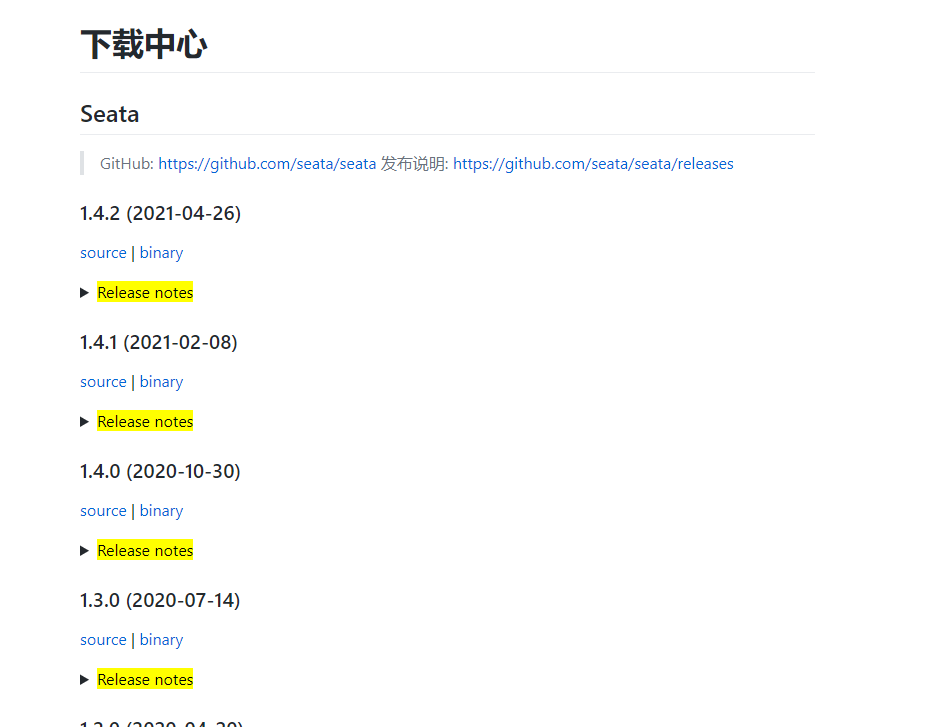 下载中心
Seata
GitHub: https://github.com/seata/seata 发布说明: https://github.com/seata/seata/releases
1.4.2 (2021-04-26)
source | binary
Release notes
1.4.1 (2021-02-08)
source | binary
Release notes
1.4.0 (2020-10-30)
source | binary
Release notes
1.3.0 (2020-07-14)
source | binary
Release notes